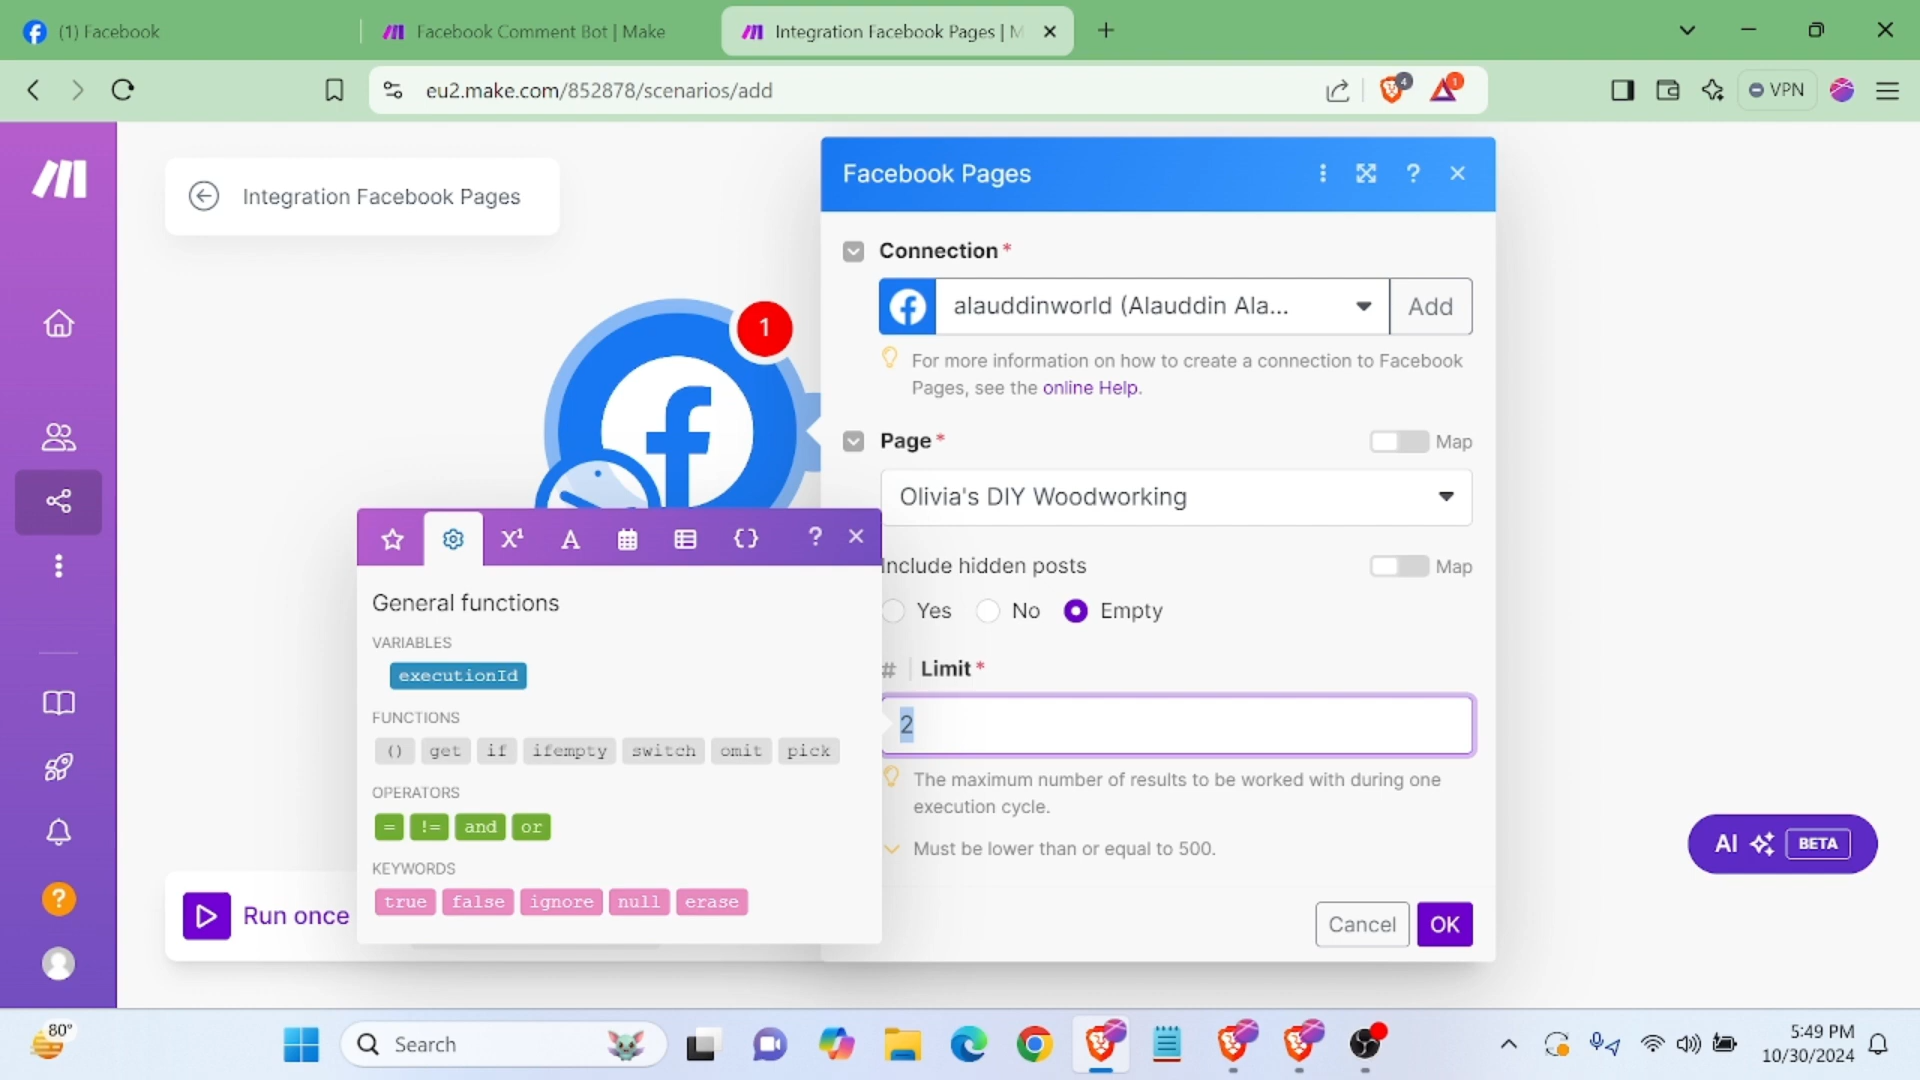 (1) Facebook
Facebook Comment Bot | Make
Integration Facebook Pages | M
eu2.make.com/852878/scenarios/add
4
1
VPN
Integration Facebook Pages
1
Facebook Pages
?
Connection *
alauddinworld (Alauddin Ala...
Add
For more information on how to create a connection to Facebook
Pages, see the online Help.
Page *
Map
Olivia's DIY Woodworking
Include hidden posts
Map
Yes
No
Empty
# Limit *
2
The maximum number of results to be worked with during one
execution cycle.
Must be lower than or equal to 500.
Cancel
OK
X¹
A
{}
?
General functions
VARIABLES
executionId
FUNCTIONS
() get if ifempty switch omit pick
OPERATORS
= != and or
KEYWORDS
true false ignore null erase
Run once
?
AI BETA
80°
Search
5:49 PM
10/30/2024